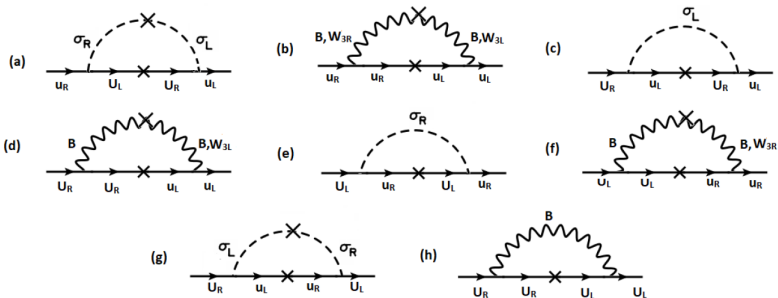 (a) σR σL uR UL UR uL
(b) B,W3R B,W3L uR uR uL uL
(c) σL uR uL UR uL
(d) B B,W3L UR UR uL uL
(e) σR UL uR UL uR
(f) B B,W3R UL UL uR uR
(g) σL σR UR uL uR UL
(h) B UR UR UL UL